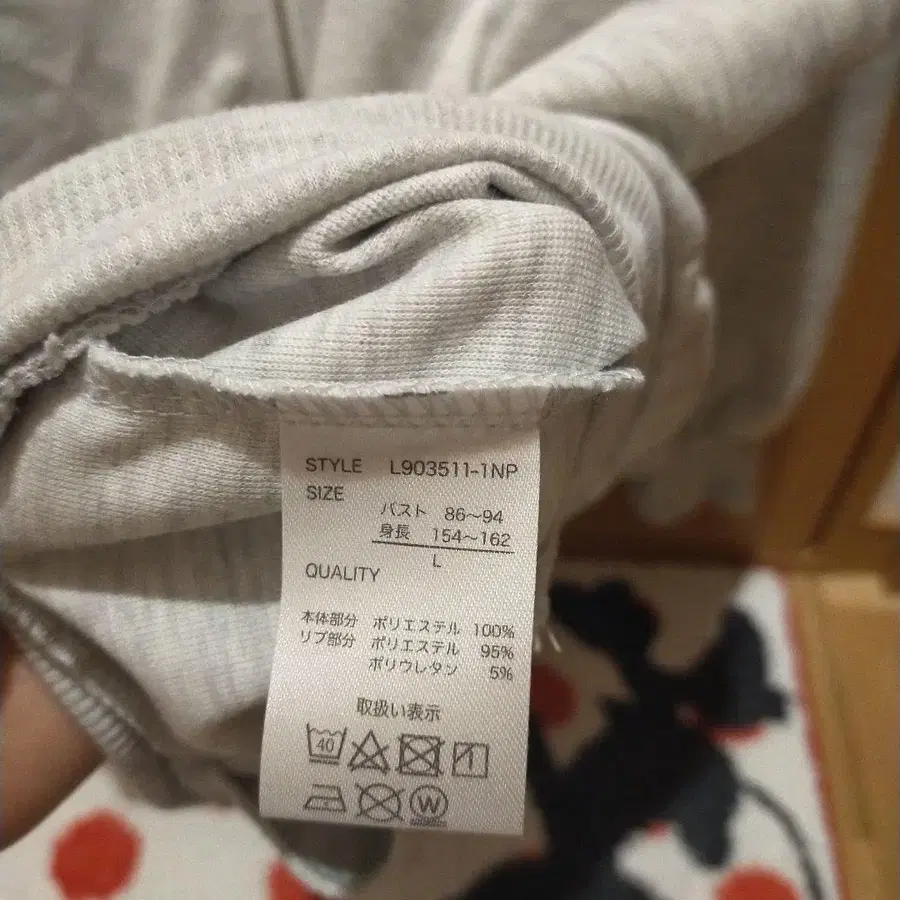 STYLE L903511-1NP
SIZE
バスト 86～94
身長 154～162
L
QUALITY
本体部分 ポリエステル 100%
リブ部分 ポリエステル 95%
ポリウレタン 5%
取扱い表示
40
W